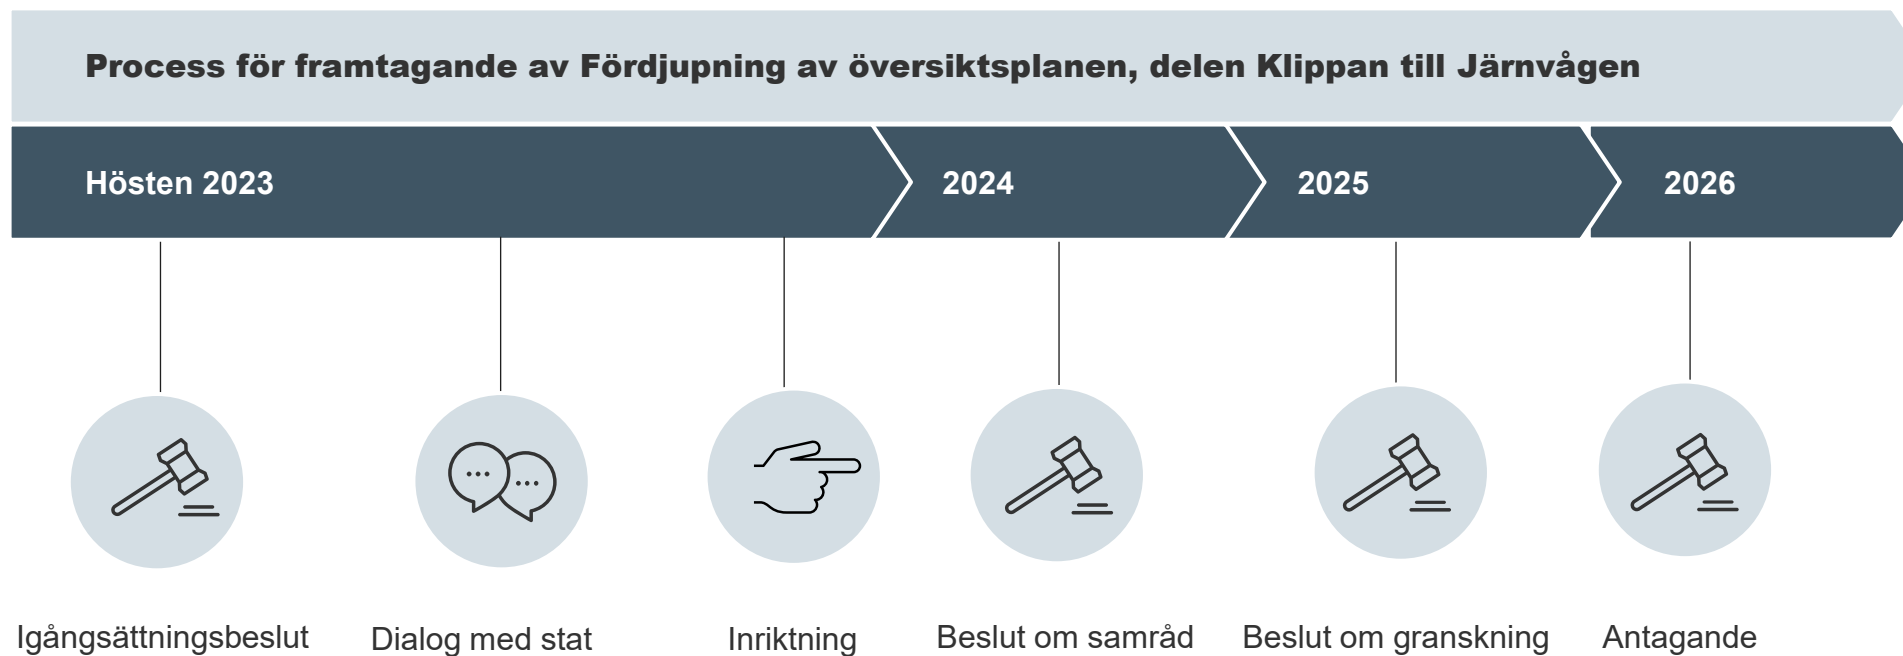 Process för framtagande av Fördjupning av översiktsplanen, delen Klippan till Järnvågen
Hösten 2023
2024
2025
2026
Igångsättningsbeslut
Dialog med stat
Inriktning
Beslut om samråd
Beslut om granskning
Antagande